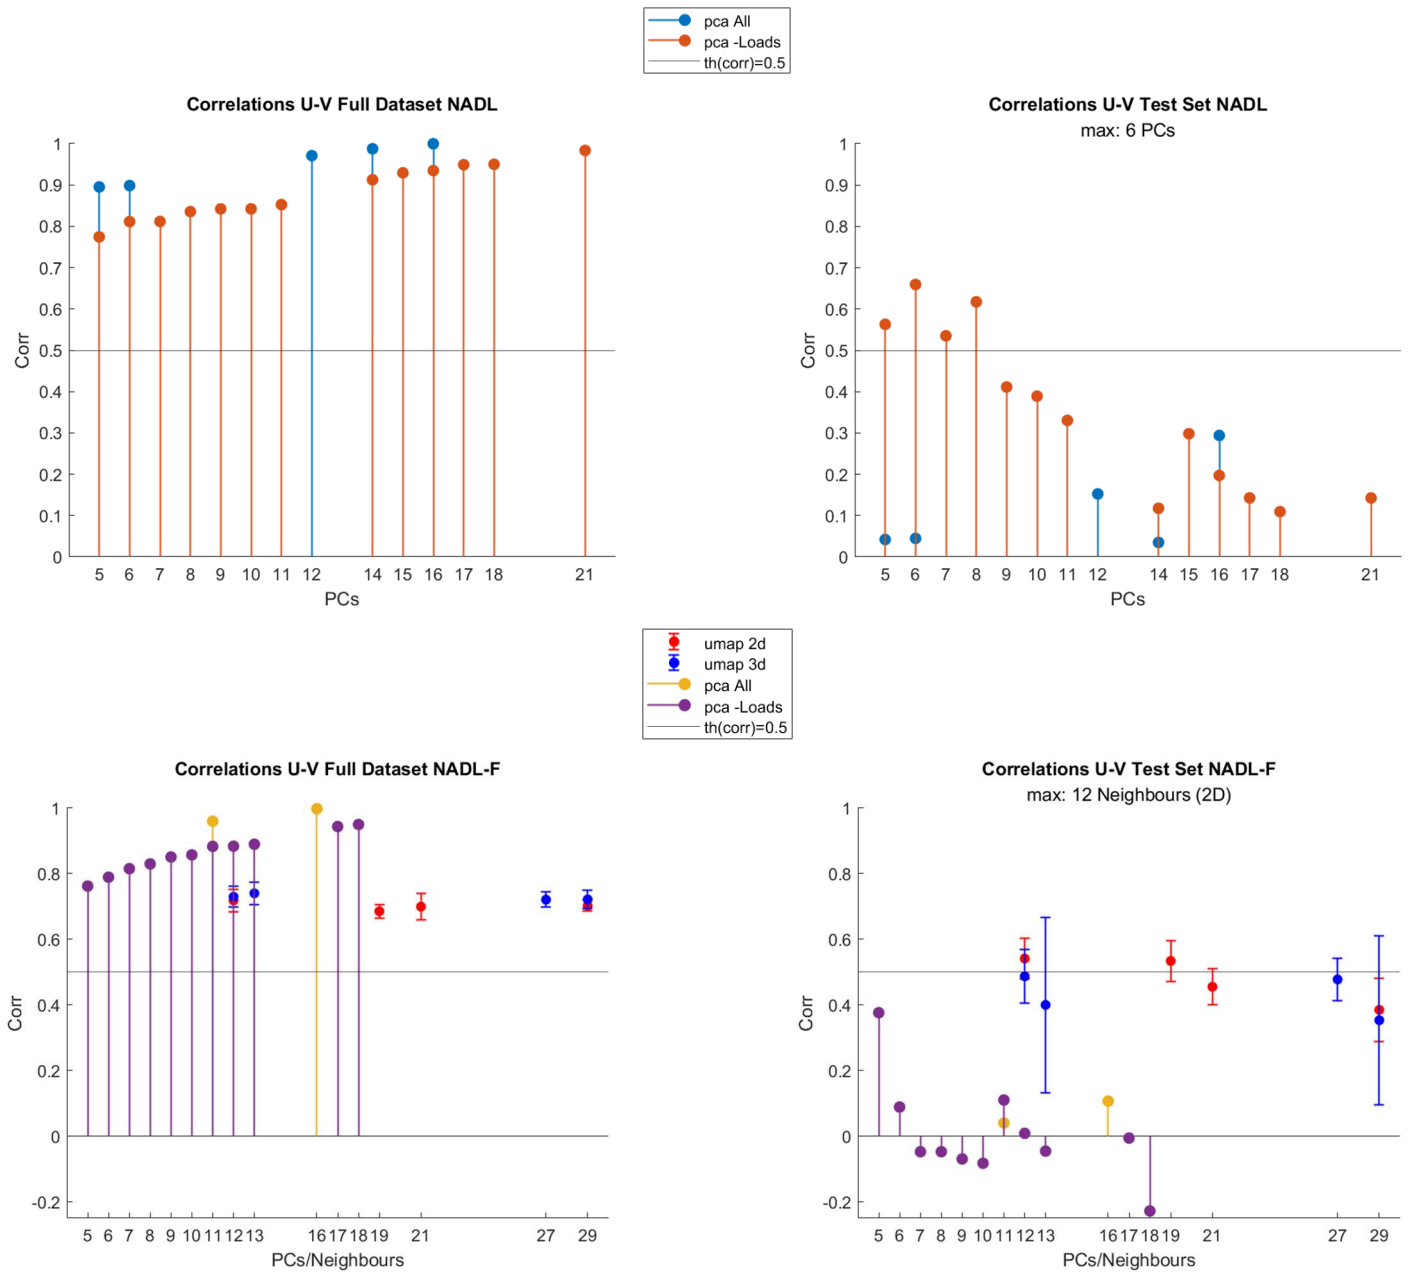 pca All
pca -Loads
th(corr)=0.5
Correlations U-V Full Dataset NADL
1
0.9
0.8
0.7
0.6
0.5
0.4
0.3
0.2
0.1
0
Corr
5 6 7 8 9 10 11 12 14 15 16 17 18 21
PCs
Correlations U-V Test Set NADL
max: 6 PCs
1
0.9
0.8
0.7
0.6
0.5
0.4
0.3
0.2
0.1
0
Corr
5 6 7 8 9 10 11 12 14 15 16 17 18 21
PCs
umap 2d
umap 3d
pca All
pca -Loads
th(corr)=0.5
Correlations U-V Full Dataset NADL-F
1
0.8
0.6
0.4
0.2
0
-0.2
Corr
5 6 7 8 9 10 11 12 13 16 17 18 19 21 27 29
PCs/Neighbours
Correlations U-V Test Set NADL-F
max: 12 Neighbours (2D)
1
0.8
0.6
0.4
0.2
0
-0.2
Corr
5 6 7 8 9 10 11 12 13 16 17 18 19 21 27 29
PCs/Neighbours